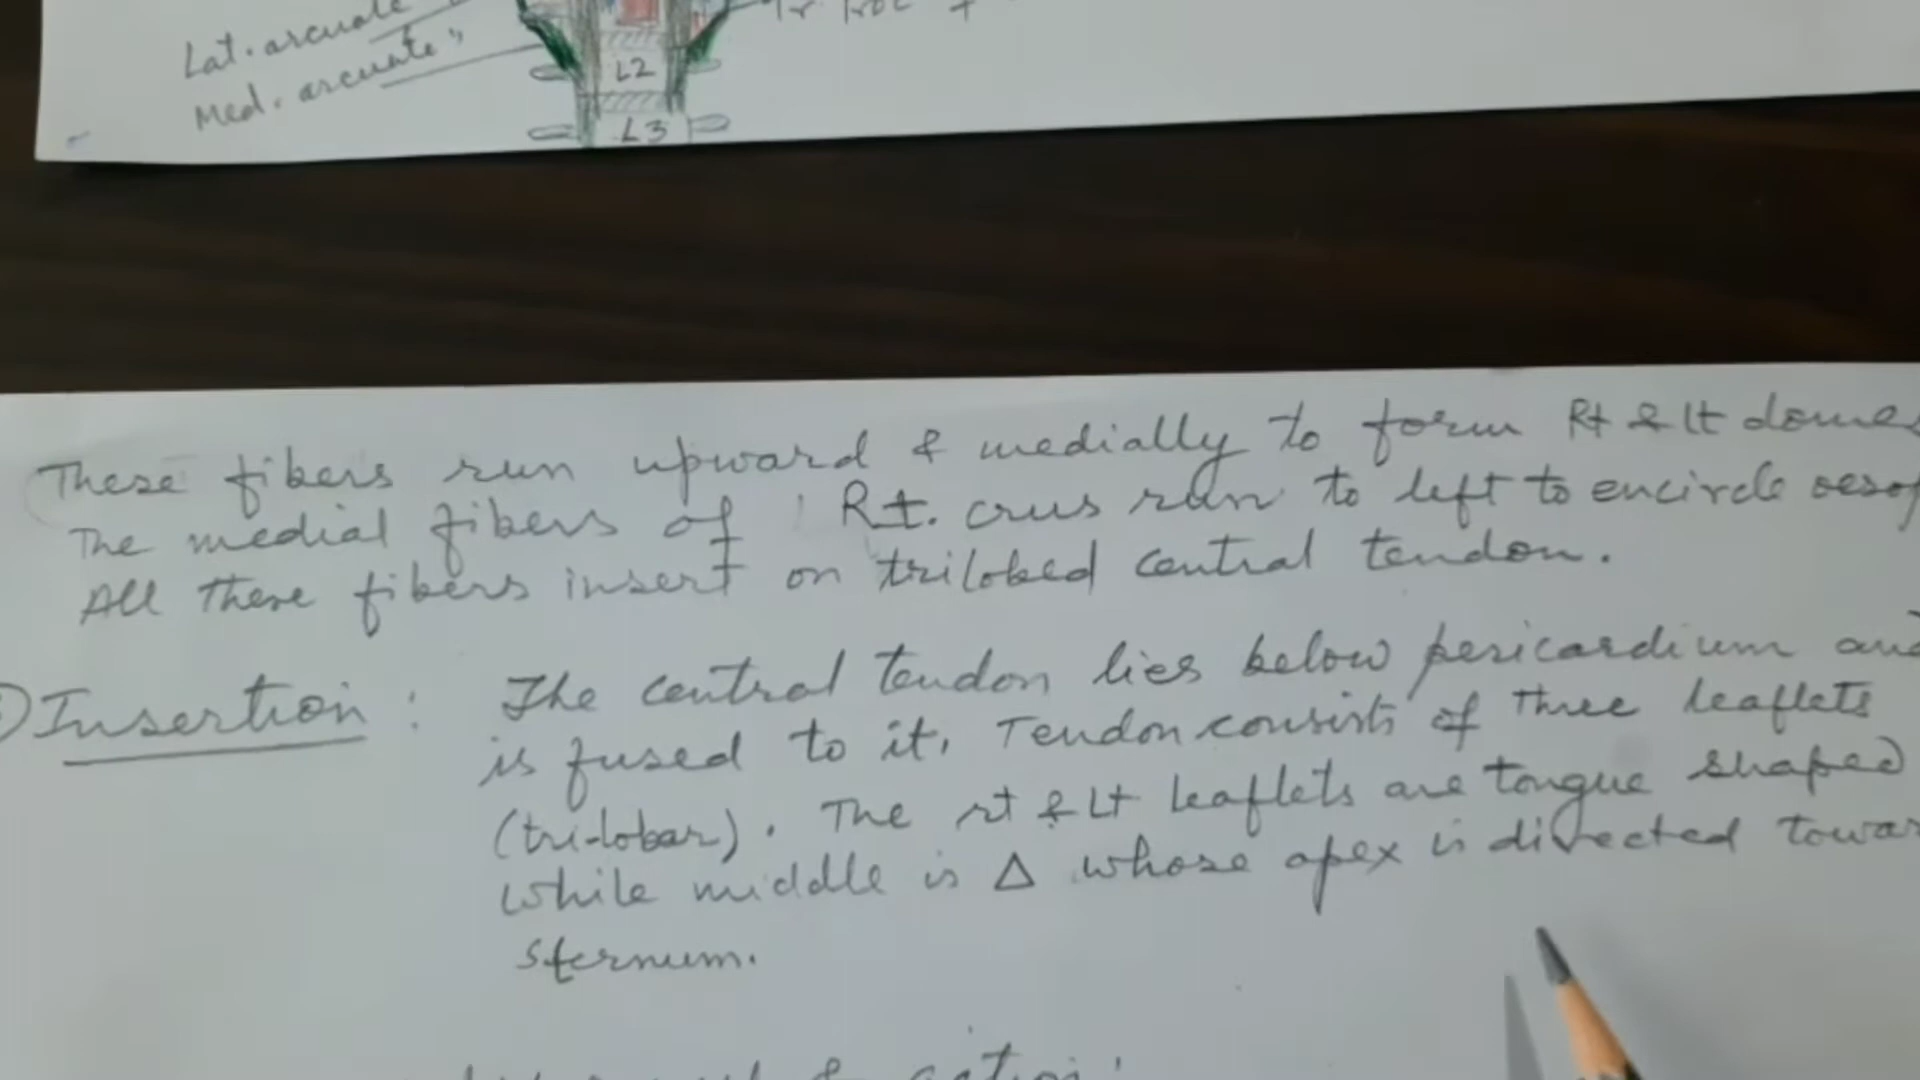 Lat. arcuate
Med. arcuate "
L2
L3
These fibers run upward & medially to form Rt & lt domes
The medial fibers of Rt. crus run to left to encircle oesop
All these fibers insert on trilobed central tendon.
Insertion : The central tendon lies below pericardium and
is fused to it. Tendon consists of three leaflets
(tri-lobar). The rt & Lt leaflets are tongue shaped
while middle is Δ whose apex is directed towar
sternum.